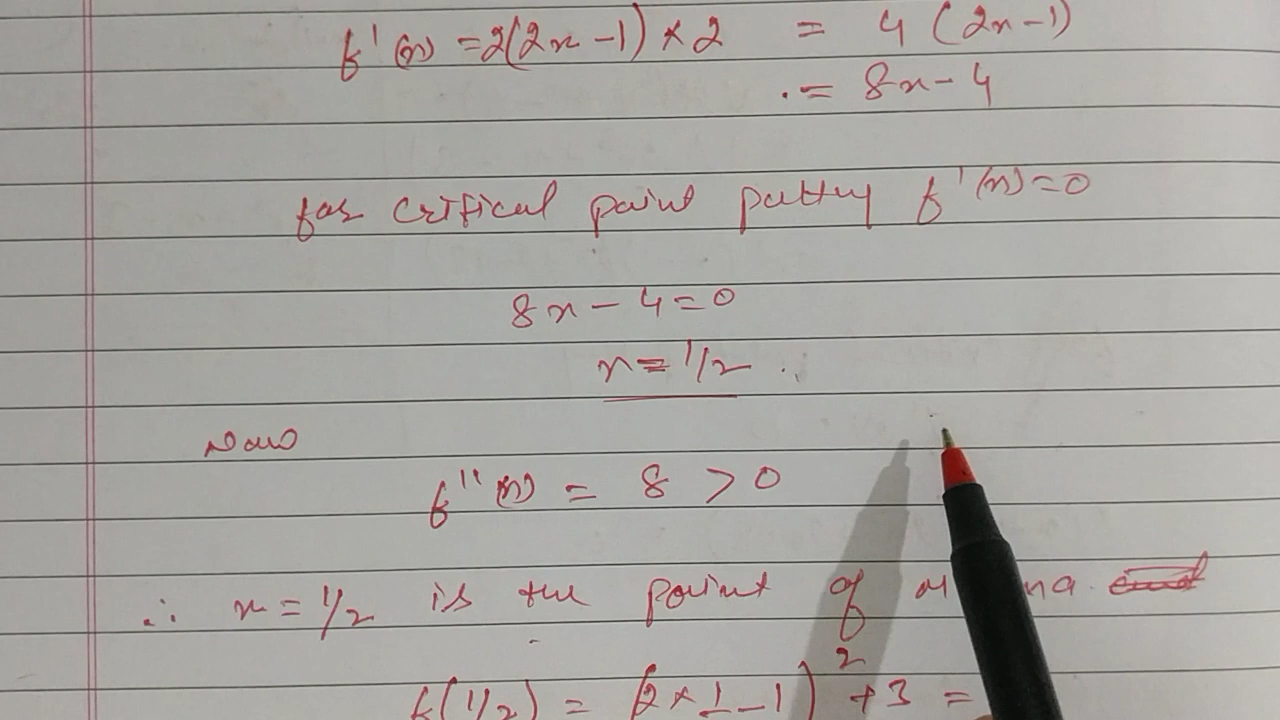 f'(x) = 2(2x-1) × 2 = 4(2x-1)
= 8x-4
for critical point putting f'(x)=0
8x-4=0
x=1/2
Now
f''(x) = 8 > 0
∴ x=1/2 is the point of
f(1/2) = (2×1-1)² +3 =